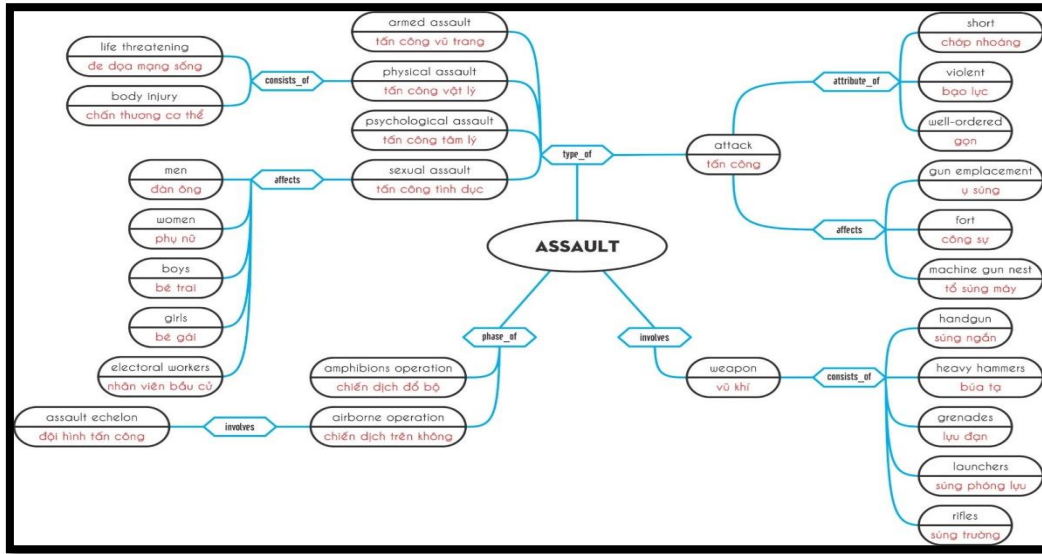 armed assault
tấn công vũ trang
life threatening
đe dọa mạng sống
consists_of
physical assault
tấn công vật lý
body injury
chấn thương cơ thể
psychological assault
tấn công tâm lý
type_of
men
đàn ông
affects
sexual assault
tấn công tình dục
women
phụ nữ
boys
bé trai
girls
bé gái
electoral workers
nhân viên bầu cử
ASSAULT
attack
tấn công
attribute_of
short
chớp nhoáng
violent
bạo lực
well-ordered
gọn
affects
gun emplacement
ụ súng
fort
công sự
machine gun nest
tổ súng máy
phase_of
amphibions operation
chiến dịch đổ bộ
assault echelon
đội hình tấn công
involves
airborne operation
chiến dịch trên không
involves
weapon
vũ khí
consists_of
handgun
súng ngắn
heavy hammers
búa tạ
grenades
lựu đạn
launchers
súng phóng lựu
rifles
súng trường